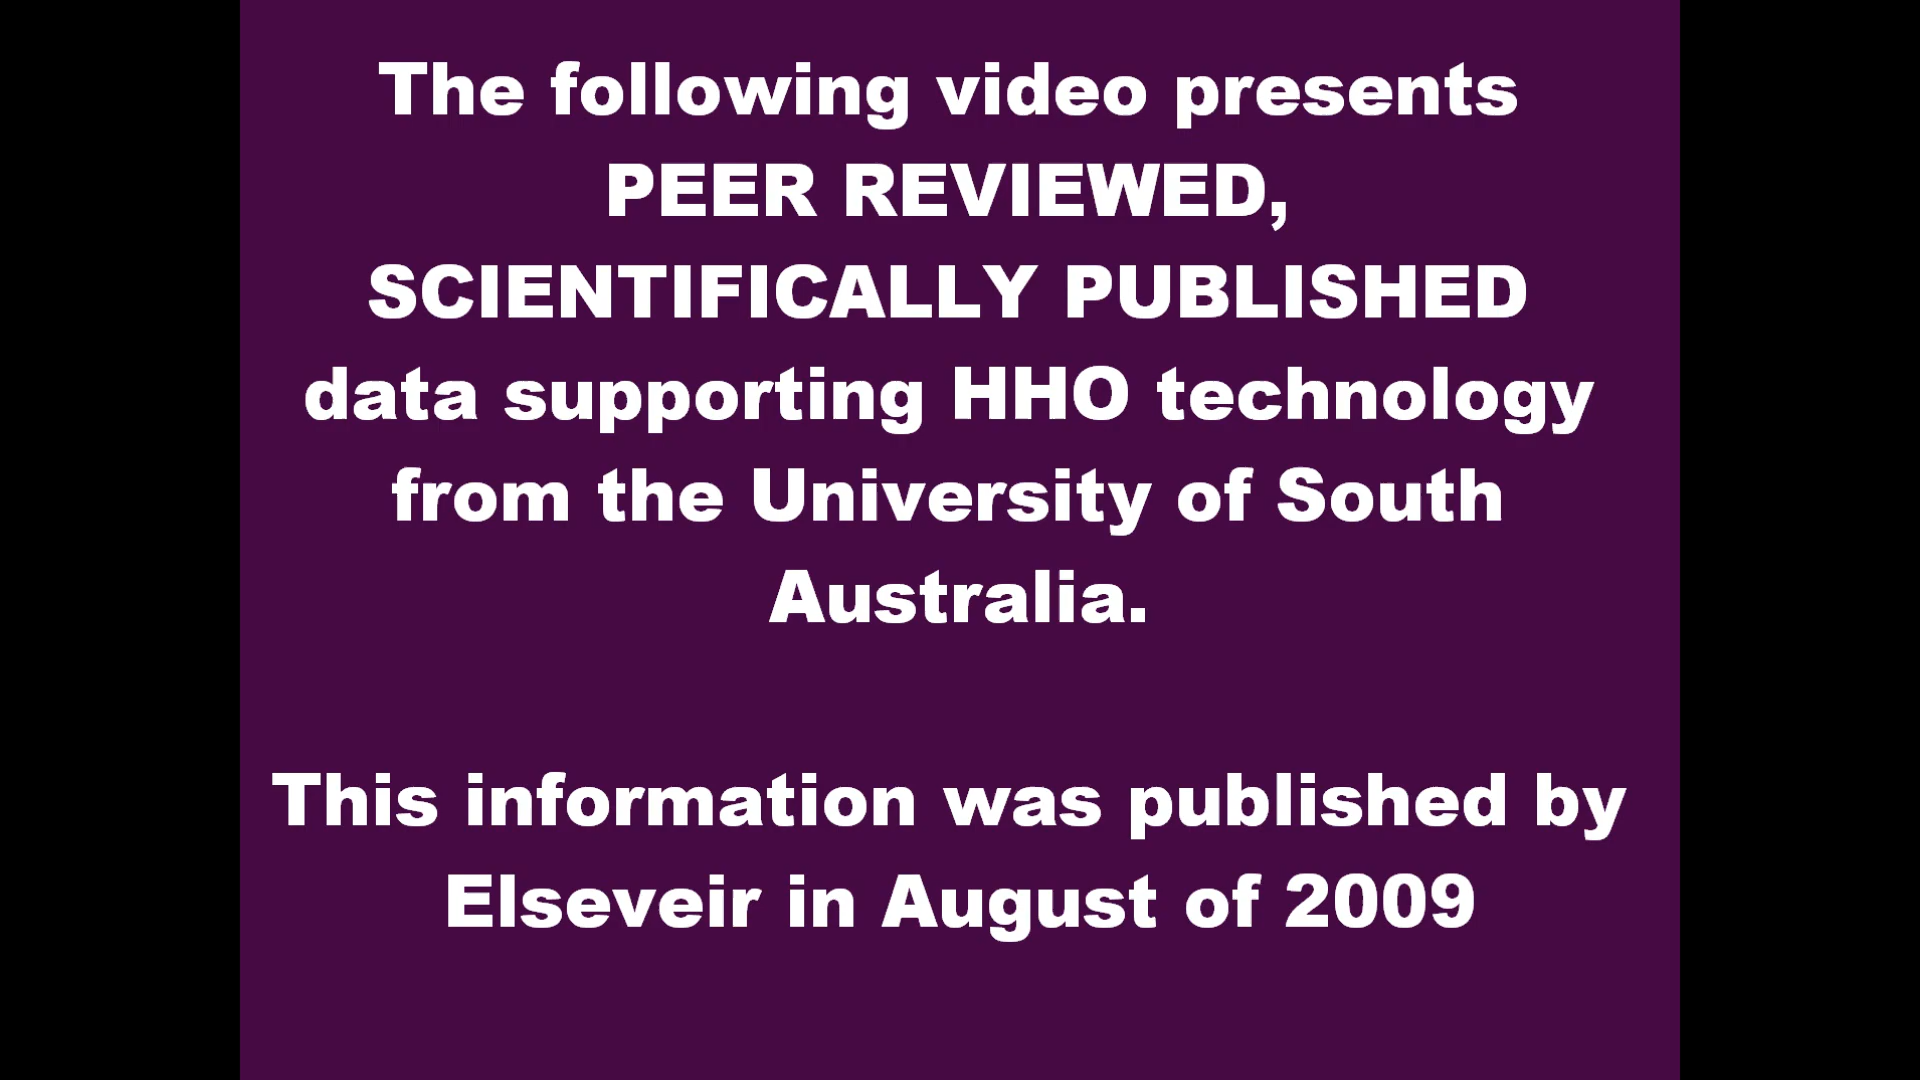 The following video presents
PEER REVIEWED,
SCIENTIFICALLY PUBLISHED
data supporting HHO technology
from the University of South
Australia.
This information was published by
Elseveir in August of 2009